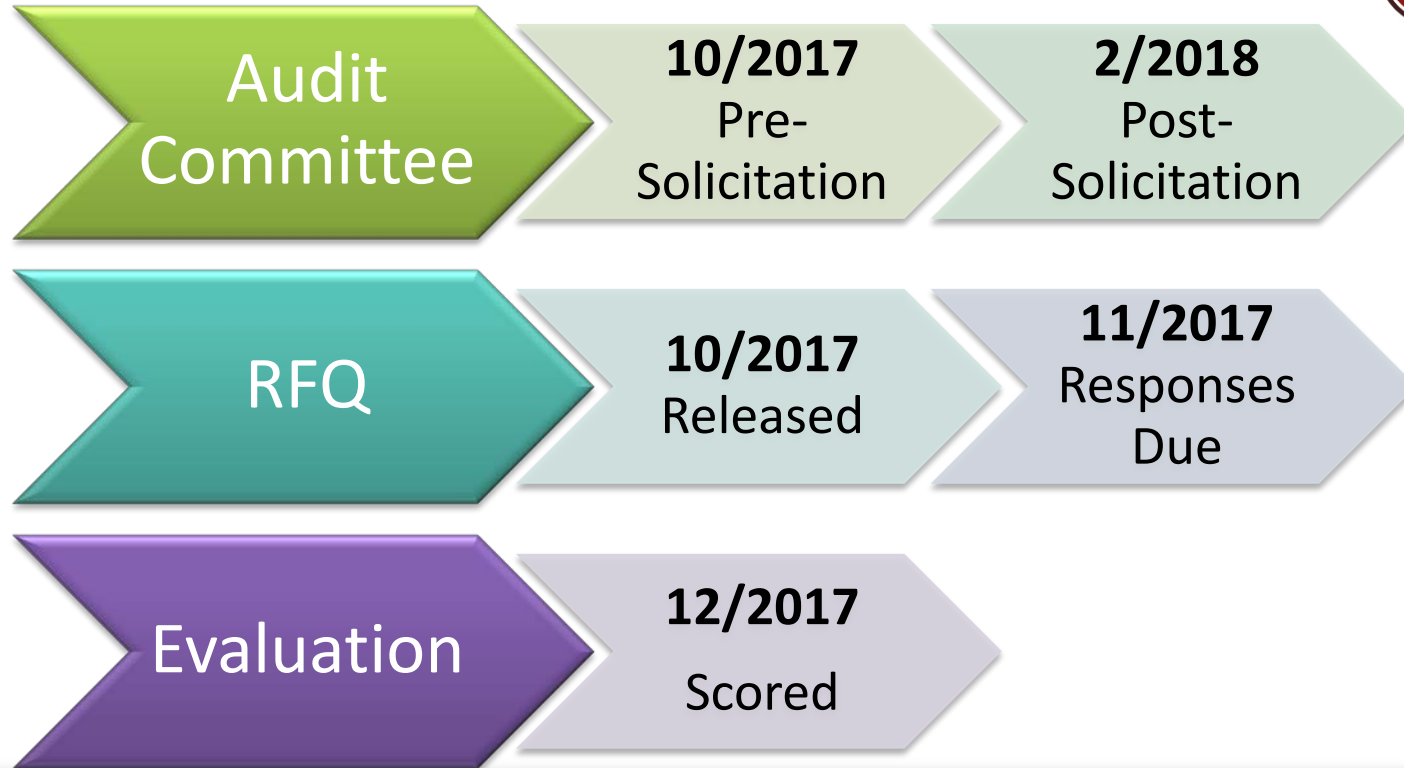 Audit
Committee
10/2017
Pre-
Solicitation
2/2018
Post-
Solicitation
RFQ
10/2017
Released
11/2017
Responses
Due
Evaluation
12/2017
Scored